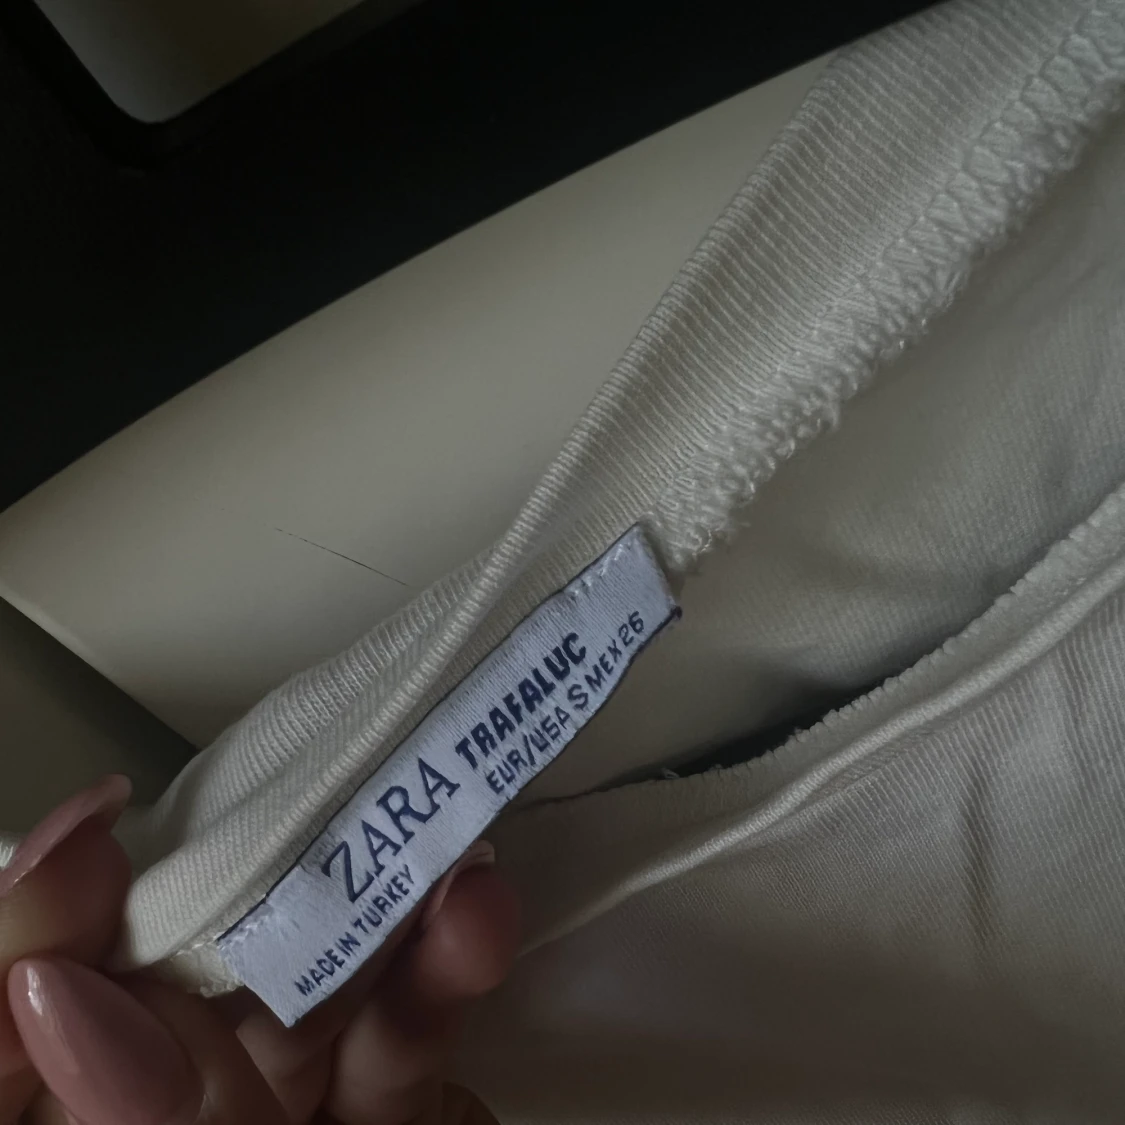 ZARA TRAFALUC
MADE IN TURKEY
EUR/USA S MEX 26